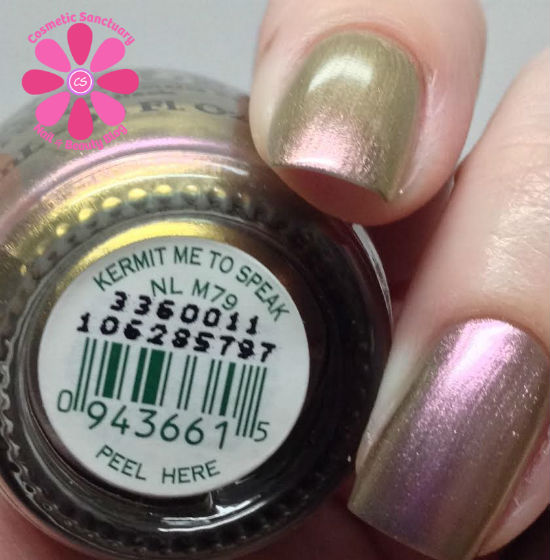 Cosmetic Sanctuary
CS
Nail & Beauty Blog
KERMIT ME TO SPEAK
NL M79
3360011
106285797
0 943661 5
PEEL HERE